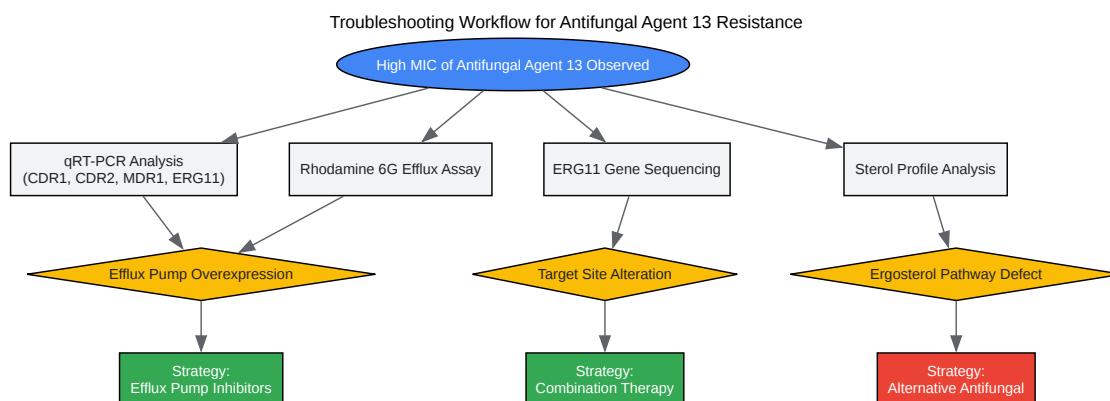 Troubleshooting Workflow for Antifungal Agent 13 Resistance
High MIC of Antifungal Agent 13 Observed
qRT-PCR Analysis
(CDR1, CDR2, MDR1, ERG11)
Rhodamine 6G Efflux Assay
ERG11 Gene Sequencing
Sterol Profile Analysis
Efflux Pump Overexpression
Target Site Alteration
Ergosterol Pathway Defect
Strategy:
Efflux Pump Inhibitors
Strategy:
Combination Therapy
Strategy:
Alternative Antifungal